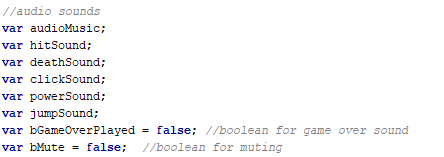 //audio sounds
var audioMusic;
var hitSound;
var deathSound;
var clickSound;
var powerSound;
var jumpSound;
var bGameOverPlayed = false; //boolean for game over sound
var bMute = false;  //boolean for muting